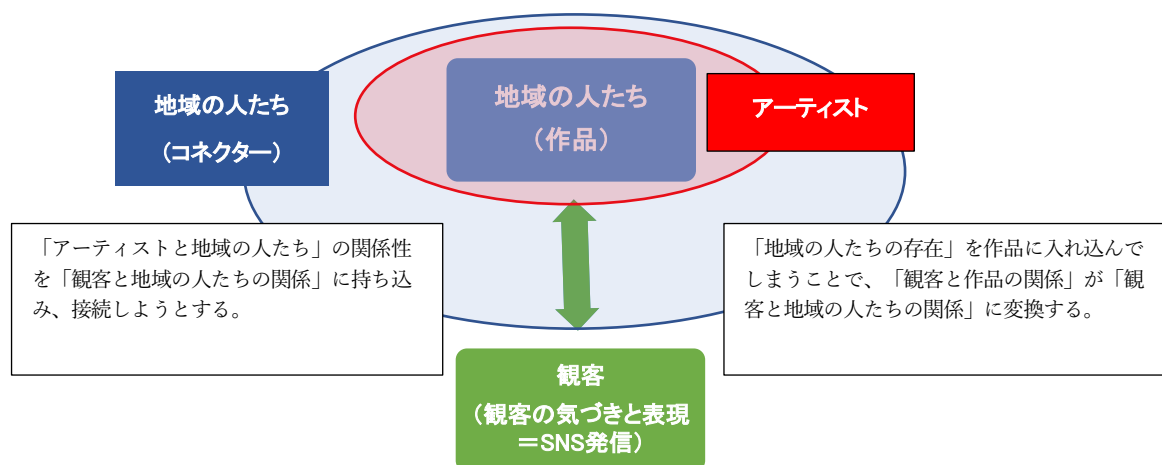 地域の人たち
（作品）
地域の人たち
（コネクター）
アーティスト
「アーティストと地域の人たち」の関係性
を「観客と地域の人たちの関係」に持ち込
み、接続しようとする。
「地域の人たちの存在」を作品に入れ込んで
しまうことで、「観客と作品の関係」が「観
客と地域の人たちの関係」に変換する。
観客
（観客の気づきと表現
＝SNS発信）